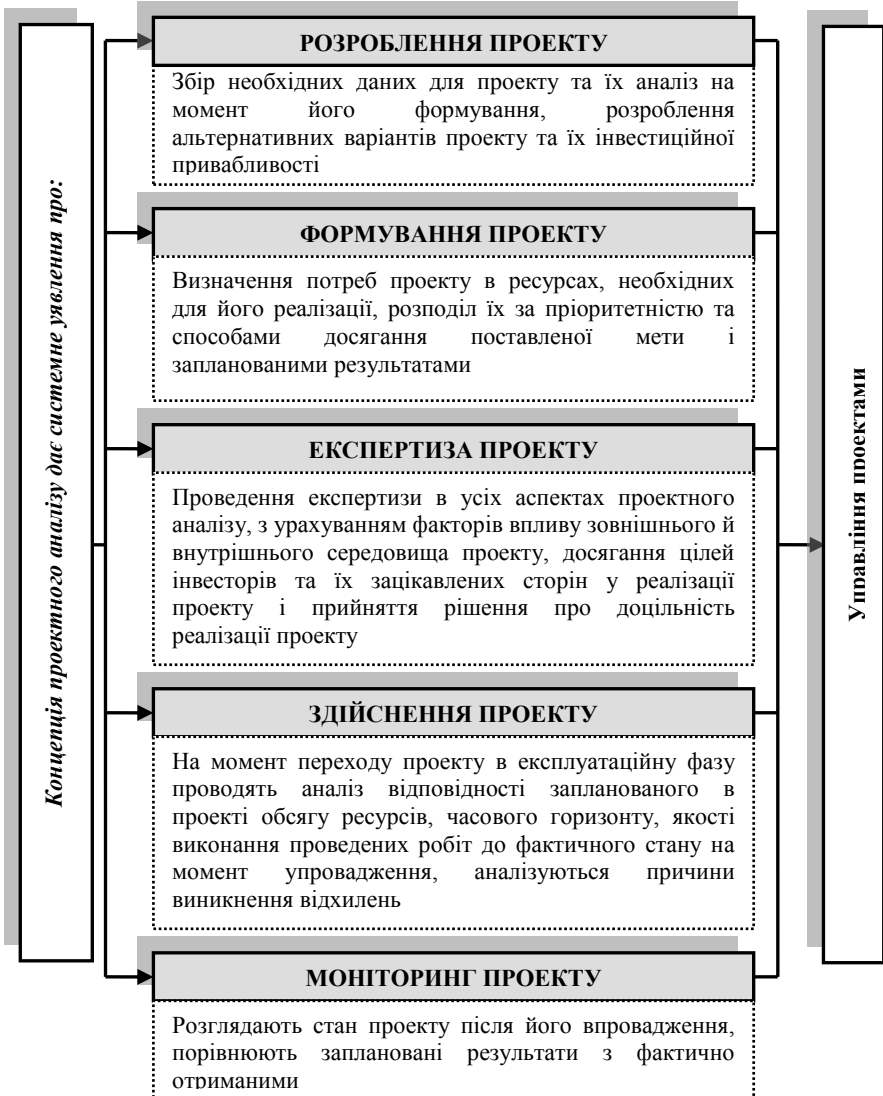 Концепція проектного аналізу дає системне уявлення про:
РОЗРОБЛЕННЯ ПРОЕКТУ
Збір необхідних даних для проекту та їх аналіз на
момент його формування, розроблення
альтернативних варіантів проекту та їх інвестиційної
привабливості
ФОРМУВАННЯ ПРОЕКТУ
Визначення потреб проекту в ресурсах, необхідних
для його реалізації, розподіл їх за пріоритетністю та
способами досягання поставленої мети і
запланованими результатами
ЕКСПЕРТИЗА ПРОЕКТУ
Проведення експертизи в усіх аспектах проектного
аналізу, з урахуванням факторів впливу зовнішнього й
внутрішнього середовища проекту, досягання цілей
інвесторів та їх зацікавлених сторін у реалізації
проекту і прийняття рішення про доцільність
реалізації проекту
ЗДІЙСНЕННЯ ПРОЕКТУ
На момент переходу проекту в експлуатаційну фазу
проводять аналіз відповідності запланованого в
проекті обсягу ресурсів, часового горизонту, якості
виконання проведених робіт до фактичного стану на
момент упровадження, аналізуються причини
виникнення відхилень
МОНІТОРИНГ ПРОЕКТУ
Розглядають стан проекту після його впровадження,
порівнюють заплановані результати з фактично
отриманими
Управління проектами